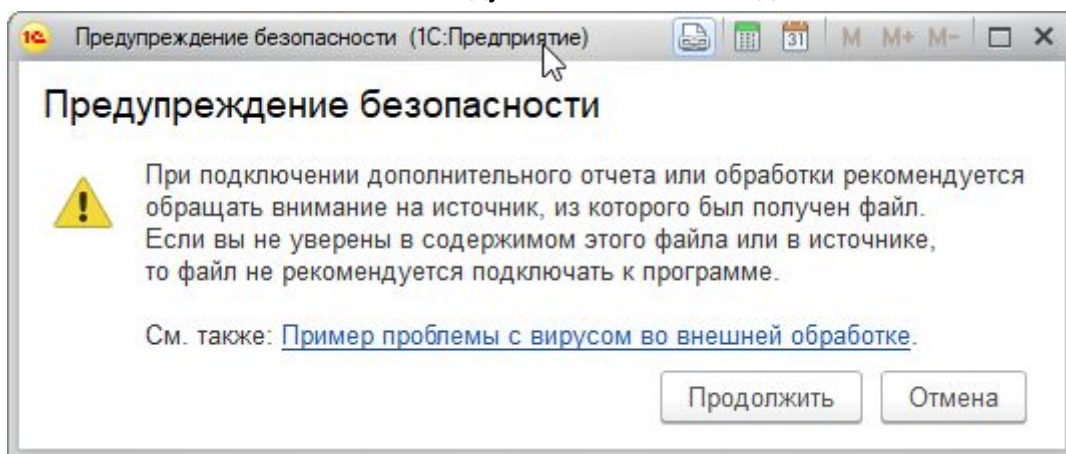 1С Предупреждение безопасности (1С:Предприятие) 31 M M+ M-
Предупреждение безопасности
При подключении дополнительного отчета или обработки рекомендуется
обращать внимание на источник, из которого был получен файл.
Если вы не уверены в содержимом этого файла или в источнике,
то файл не рекомендуется подключать к программе.
См. также: Пример проблемы с вирусом во внешней обработке.
Продолжить Отмена